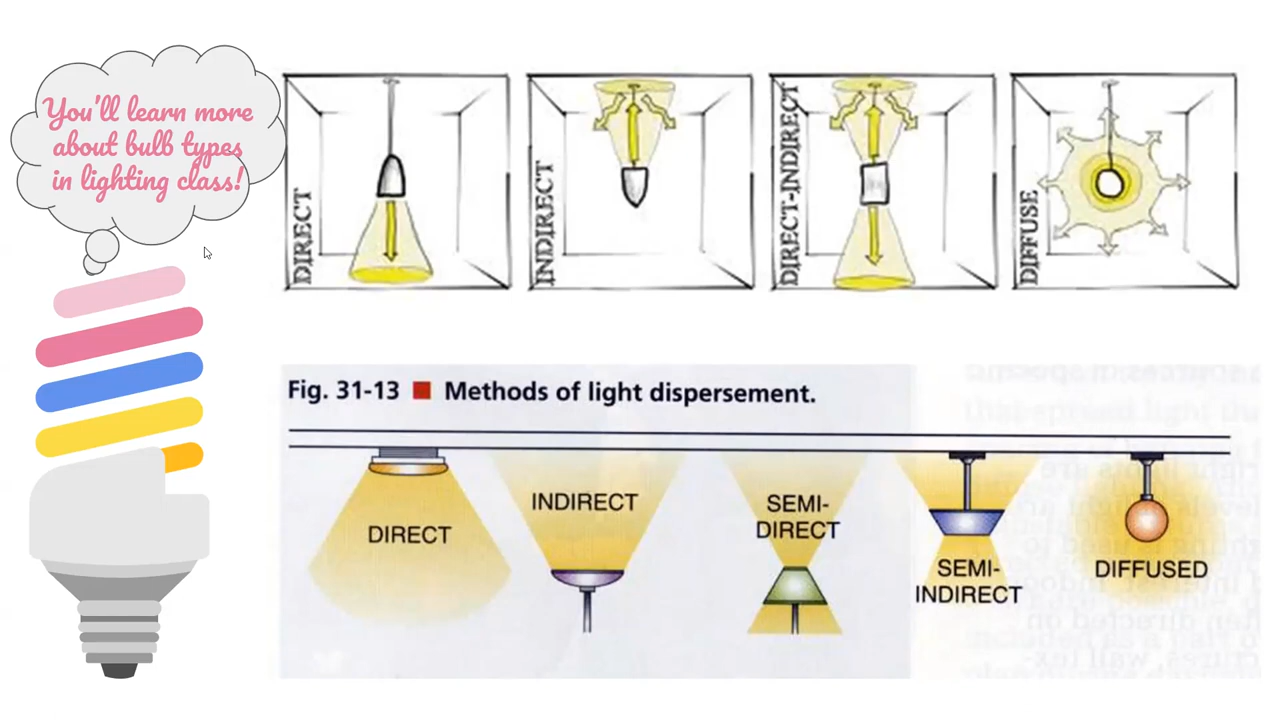 You'll learn more
about bulb types
in lighting class!
DIRECT
INDIRECT
DIRECT-INDIRECT
DIFFUSE
Fig. 31-13 ■ Methods of light dispersement.
DIRECT
INDIRECT
SEMI-
DIRECT
SEMI-
INDIRECT
DIFFUSED